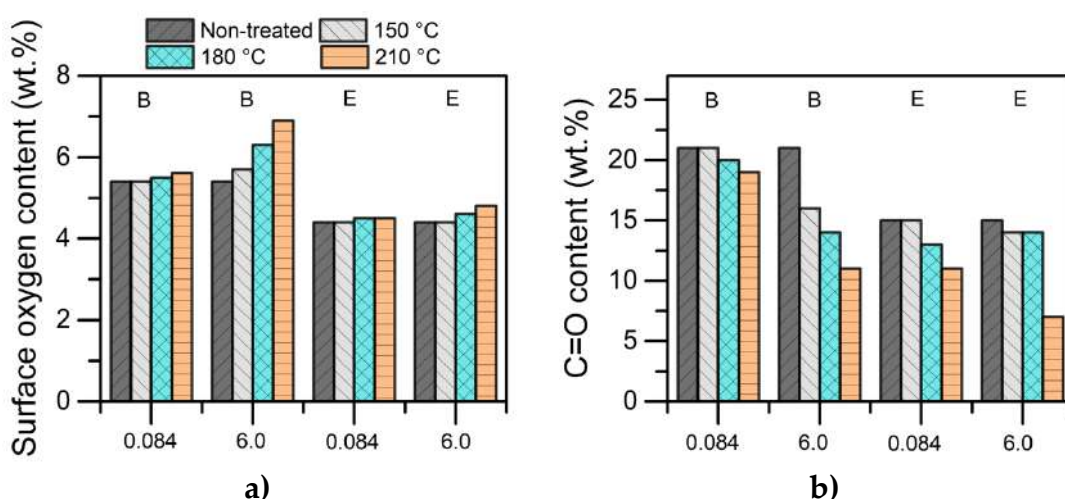 Non-treated 150 °C
180 °C 210 °C
Surface oxygen content (wt.%)
8
6
4
2
0
B B E E
0.084 6.0 0.084 6.0
a)
C=O content (wt.%)
25
20
15
10
5
0
B B E E
0.084 6.0 0.084 6.0
b)